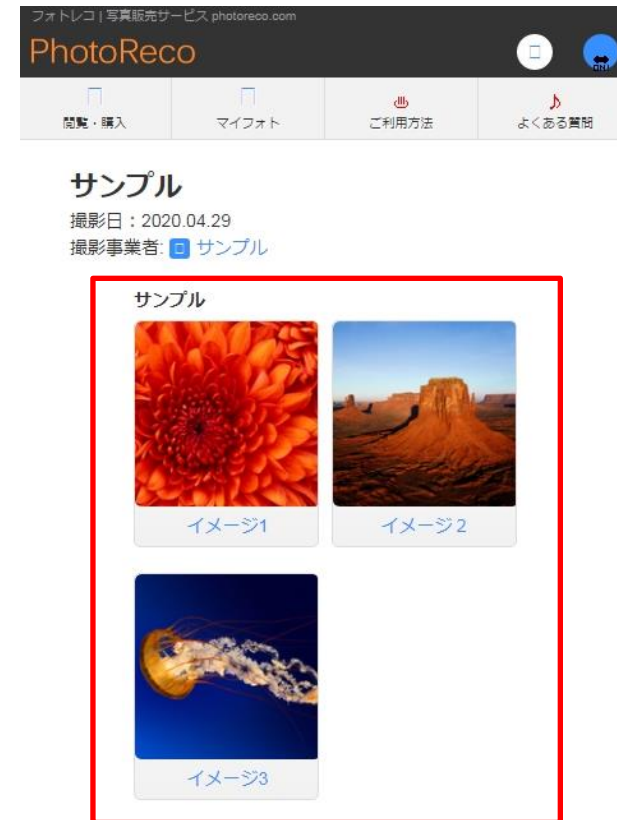 フォトレコ | 写真販売サービス photoreco.com
PhotoReco
閲覧・購入
マイフォト
ご利用方法
よくある質問
サンプル
撮影日：2020.04.29
撮影事業者: サンプル
サンプル
イメージ1
イメージ２
イメージ3